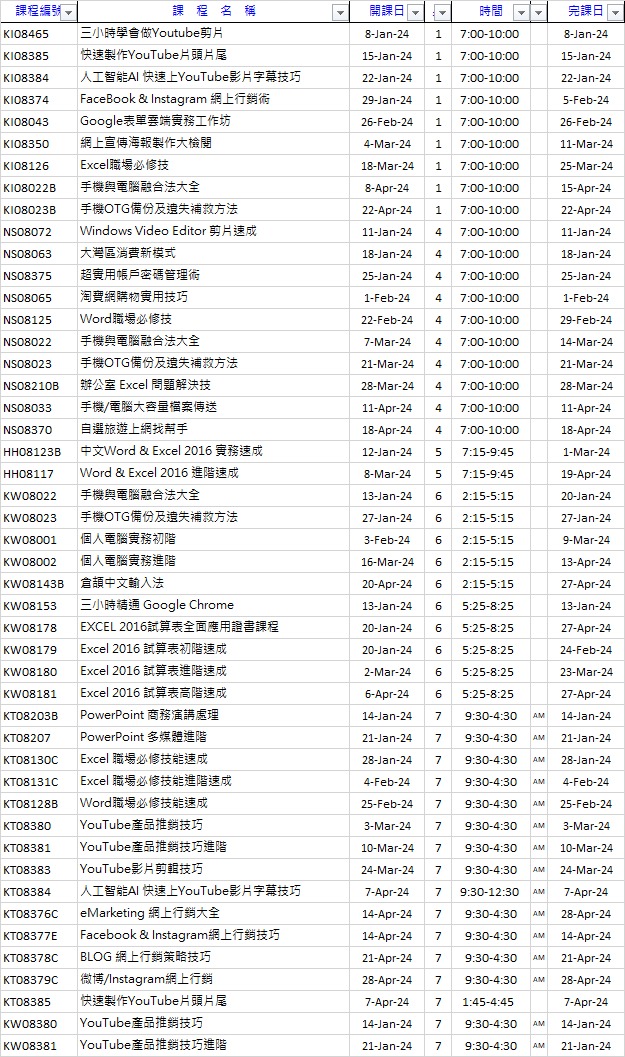 課程編號 課 程 名 稱 開課日 時間 完課日
KI08465 三小時學會做Youtube剪片 8-Jan-24 1 7:00-10:00 8-Jan-24
KI08385 快速製作YouTube片頭片尾 15-Jan-24 1 7:00-10:00 15-Jan-24
KI08384 人工智能AI 快速上YouTube影片字幕技巧 22-Jan-24 1 7:00-10:00 22-Jan-24
KI08374 FaceBook & Instagram 網上行銷術 29-Jan-24 1 7:00-10:00 5-Feb-24
KI08043 Google表單雲端實務工作坊 26-Feb-24 1 7:00-10:00 26-Feb-24
KI08350 網上宣傳海報製作大檢閱 4-Mar-24 1 7:00-10:00 11-Mar-24
KI08126 Excel職場必修技 18-Mar-24 1 7:00-10:00 25-Mar-24
KI08022B 手機與電腦融合法大全 8-Apr-24 1 7:00-10:00 15-Apr-24
KI08023B 手機OTG備份及遺失補救方法 22-Apr-24 1 7:00-10:00 22-Apr-24
NS08072 Windows Video Editor 剪片速成 11-Jan-24 4 7:00-10:00 11-Jan-24
NS08063 大灣區消費新模式 18-Jan-24 4 7:00-10:00 18-Jan-24
NS08375 超實用帳戶密碼管理術 25-Jan-24 4 7:00-10:00 25-Jan-24
NS08065 淘寶網購物實用技巧 1-Feb-24 4 7:00-10:00 1-Feb-24
NS08125 Word職場必修技 22-Feb-24 4 7:00-10:00 29-Feb-24
NS08022 手機與電腦融合法大全 7-Mar-24 4 7:00-10:00 14-Mar-24
NS08023 手機OTG備份及遺失補救方法 21-Mar-24 4 7:00-10:00 21-Mar-24
NS08210B 辦公室 Excel 問題解決技 28-Mar-24 4 7:00-10:00 28-Mar-24
NS08033 手機/電腦大容量檔案傳送 11-Apr-24 4 7:00-10:00 11-Apr-24
NS08370 自選旅遊上網找幫手 18-Apr-24 4 7:00-10:00 18-Apr-24
HH08123B 中文Word & Excel 2016 實務速成 12-Jan-24 5 7:15-9:45 1-Mar-24
HH08117 Word & Excel 2016 進階速成 8-Mar-24 5 7:15-9:45 19-Apr-24
KW08022 手機與電腦融合法大全 13-Jan-24 6 2:15-5:15 20-Jan-24
KW08023 手機OTG備份及遺失補救方法 27-Jan-24 6 2:15-5:15 27-Jan-24
KW08001 個人電腦實務初階 3-Feb-24 6 2:15-5:15 9-Mar-24
KW08002 個人電腦實務進階 16-Mar-24 6 2:15-5:15 13-Apr-24
KW08143B 倉頡中文輸入法 20-Apr-24 6 2:15-5:15 27-Apr-24
KW08153 三小時精通 Google Chrome 13-Jan-24 6 5:25-8:25 13-Jan-24
KW08178 EXCEL 2016試算表全面應用證書課程 20-Jan-24 6 5:25-8:25 27-Apr-24
KW08179 Excel 2016 試算表初階速成 20-Jan-24 6 5:25-8:25 24-Feb-24
KW08180 Excel 2016 試算表進階速成 2-Mar-24 6 5:25-8:25 23-Mar-24
KW08181 Excel 2016 試算表高階速成 6-Apr-24 6 5:25-8:25 27-Apr-24
KT08203B PowerPoint 商務演講處理 14-Jan-24 7 9:30-4:30 AM 14-Jan-24
KT08207 PowerPoint 多媒體進階 21-Jan-24 7 9:30-4:30 AM 21-Jan-24
KT08130C Excel 職場必修技能速成 28-Jan-24 7 9:30-4:30 AM 28-Jan-24
KT08131C Excel 職場必修技能進階速成 4-Feb-24 7 9:30-4:30 AM 4-Feb-24
KT08128B Word職場必修技能速成 25-Feb-24 7 9:30-4:30 AM 25-Feb-24
KT08380 YouTube產品推銷技巧 3-Mar-24 7 9:30-4:30 AM 3-Mar-24
KT08381 YouTube產品推銷技巧進階 10-Mar-24 7 9:30-4:30 AM 10-Mar-24
KT08383 YouTube影片剪輯技巧 24-Mar-24 7 9:30-4:30 AM 24-Mar-24
KT08384 人工智能AI 快速上YouTube影片字幕技巧 7-Apr-24 7 9:30-12:30 AM 7-Apr-24
KT08376C eMarketing 網上行銷大全 14-Apr-24 7 9:30-4:30 AM 28-Apr-24
KT08377E Facebook & Instagram網上行銷技巧 14-Apr-24 7 9:30-4:30 AM 14-Apr-24
KT08378C BLOG 網上行銷策略技巧 21-Apr-24 7 9:30-4:30 AM 21-Apr-24
KT08379C 微博/Instagram網上行銷 28-Apr-24 7 9:30-4:30 AM 28-Apr-24
KT08385 快速製作YouTube片頭片尾 7-Apr-24 7 1:45-4:45 7-Apr-24
KW08380 YouTube產品推銷技巧 14-Jan-24 7 9:30-4:30 AM 14-Jan-24
KW08381 YouTube產品推銷技巧進階 21-Jan-24 7 9:30-4:30 AM 21-Jan-24